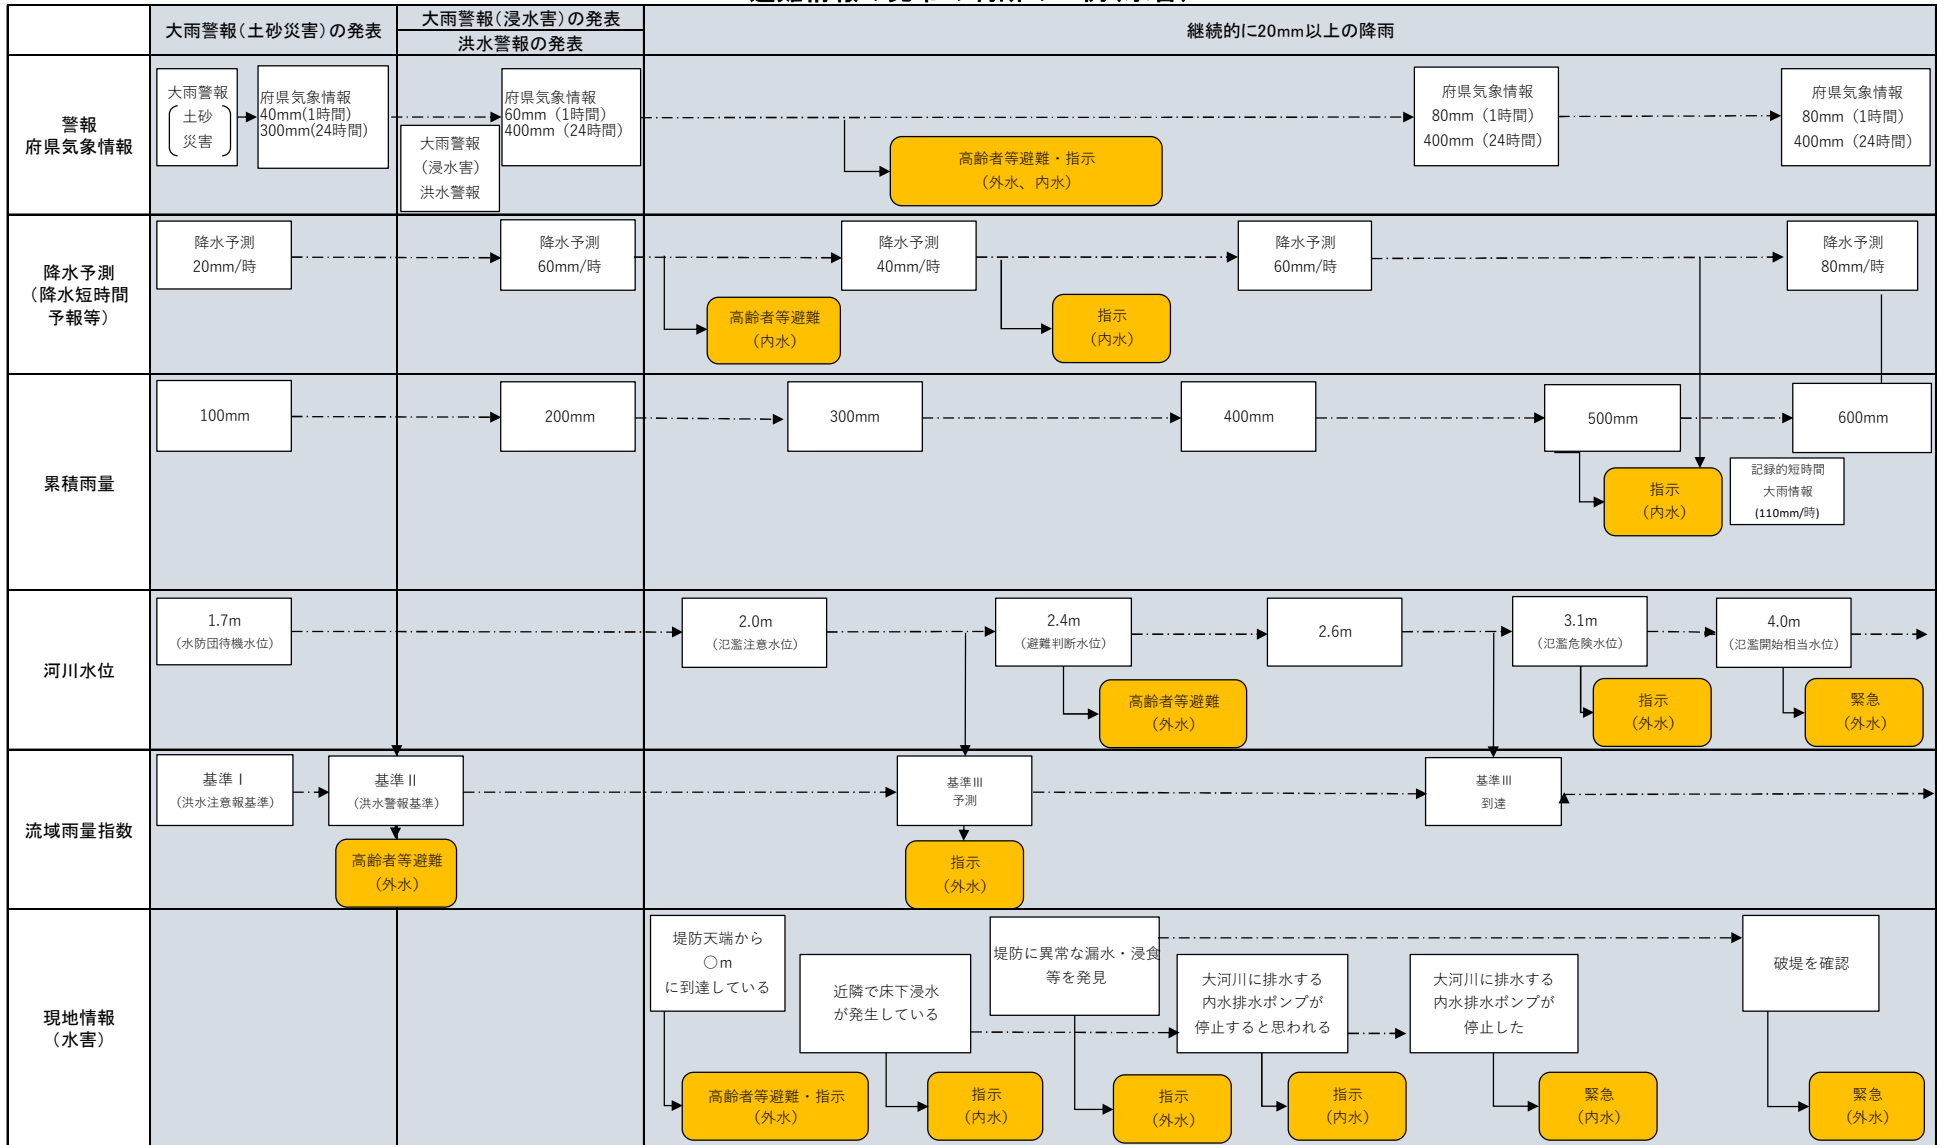 大雨警報(土砂災害)の発表
大雨警報(浸水害)の発表
洪水警報の発表
継続的に20mm以上の降雨
警報
府県気象情報
大雨警報
土砂
災害
府県気象情報
40mm(1時間)
300mm(24時間)
大雨警報
(浸水害)
洪水警報
府県気象情報
60mm(1時間)
400mm(24時間)
高齢者等避難・指示
(外水、内水)
府県気象情報
80mm(1時間)
400mm(24時間)
府県気象情報
80mm(1時間)
400mm(24時間)
降水予測
(降水短時間
予報等)
降水予測
20mm/時
降水予測
60mm/時
高齢者等避難
(内水)
降水予測
40mm/時
指示
(内水)
降水予測
60mm/時
降水予測
80mm/時
累積雨量
100mm
200mm
300mm
400mm
500mm
600mm
指示
(内水)
記録的短時間
大雨情報
(110mm/時)
河川水位
1.7m
(水防団待機水位)
2.0m
(氾濫注意水位)
2.4m
(避難判断水位)
2.6m
3.1m
(氾濫危険水位)
4.0m
(氾濫開始相当水位)
高齢者等避難
(外水)
指示
(外水)
緊急
(外水)
流域雨量指数
基準Ⅰ
(洪水注意報基準)
基準Ⅱ
(洪水警報基準)
基準Ⅲ
予測
基準Ⅲ
到達
高齢者等避難
(外水)
指示
(外水)
現地情報
(水害)
堤防天端から
○m
に到達している
近隣で床下浸水
が発生している
堤防に異常な漏水・浸食
等を発見
大河川に排水する
内水排水ポンプが
停止すると思われる
大河川に排水する
内水排水ポンプが
停止した
破堤を確認
高齢者等避難・指示
(外水)
指示
(内水)
指示
(外水)
指示
(内水)
緊急
(内水)
緊急
(外水)